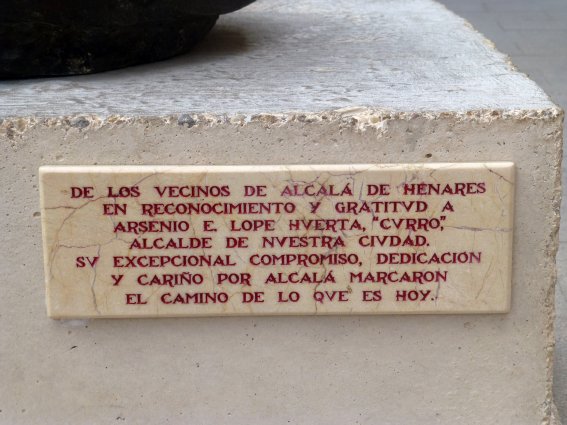 DE LOS VECINOS DE ALCALÁ DE HENARES
EN RECONOCIMIENTO Y GRATITVD A
ARSENIO E. LOPE HVERTA, "CVRRO",
ALCALDE DE NVESTRA CIVDAD.
SV EXCEPCIONAL COMPROMISO, DEDICACIÓN
Y CARIÑO POR ALCALÁ MARCARON
EL CAMINO DE LO QVE ES HOY.